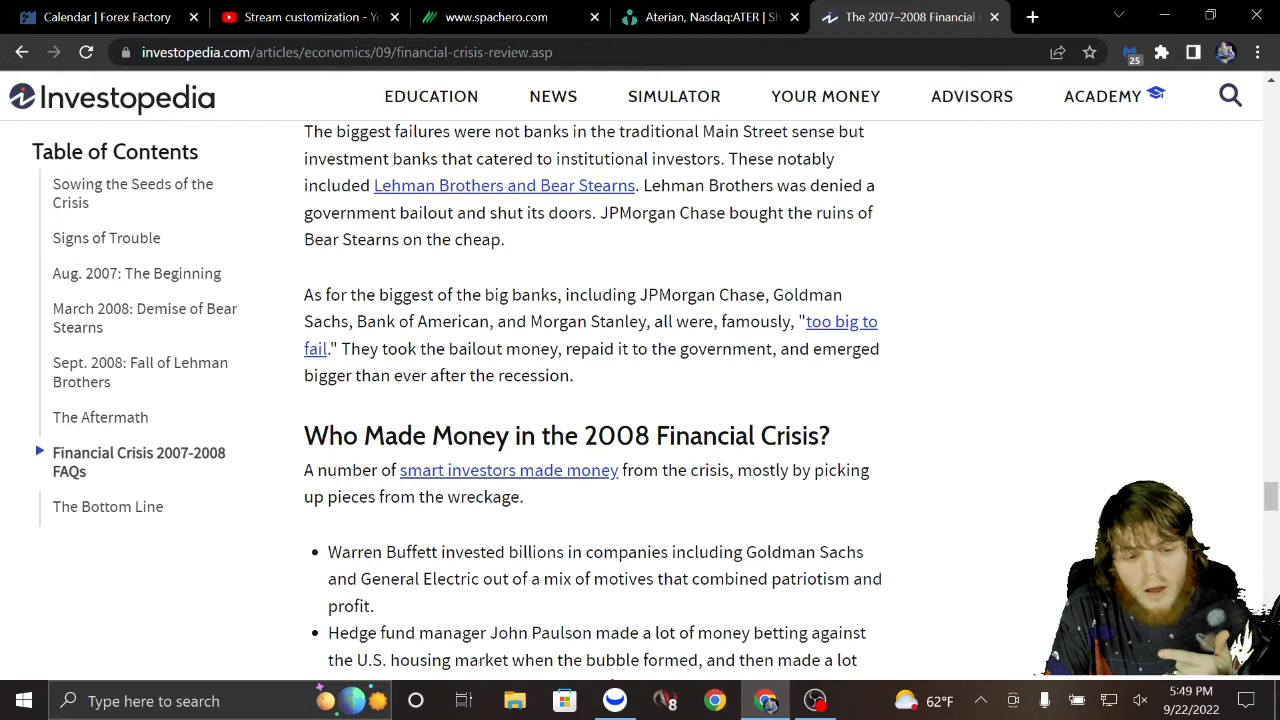 Calendar | Forex Factory
Stream customization - Yo
www.spachero.com
Aterian, Nasdaq:ATER | Sh
The 2007–2008 Financial
investopedia.com/articles/economics/09/financial-crisis-review.asp
25
Investopedia
EDUCATION
NEWS
SIMULATOR
YOUR MONEY
ADVISORS
ACADEMY
Table of Contents
Sowing the Seeds of the
Crisis
Signs of Trouble
Aug. 2007: The Beginning
March 2008: Demise of Bear
Stearns
Sept. 2008: Fall of Lehman
Brothers
The Aftermath
Financial Crisis 2007-2008
FAQs
The Bottom Line
The biggest failures were not banks in the traditional Main Street sense but
investment banks that catered to institutional investors. These notably
included Lehman Brothers and Bear Stearns. Lehman Brothers was denied a
government bailout and shut its doors. JPMorgan Chase bought the ruins of
Bear Stearns on the cheap.
As for the biggest of the big banks, including JPMorgan Chase, Goldman
Sachs, Bank of American, and Morgan Stanley, all were, famously, "too big to
fail." They took the bailout money, repaid it to the government, and emerged
bigger than ever after the recession.
Who Made Money in the 2008 Financial Crisis?
A number of smart investors made money from the crisis, mostly by picking
up pieces from the wreckage.
Warren Buffett invested billions in companies including Goldman Sachs
and General Electric out of a mix of motives that combined patriotism and
profit.
Hedge fund manager John Paulson made a lot of money betting against
the U.S. housing market when the bubble formed, and then made a lot
Type here to search
8
62°F
5:49 PM
9/22/2022